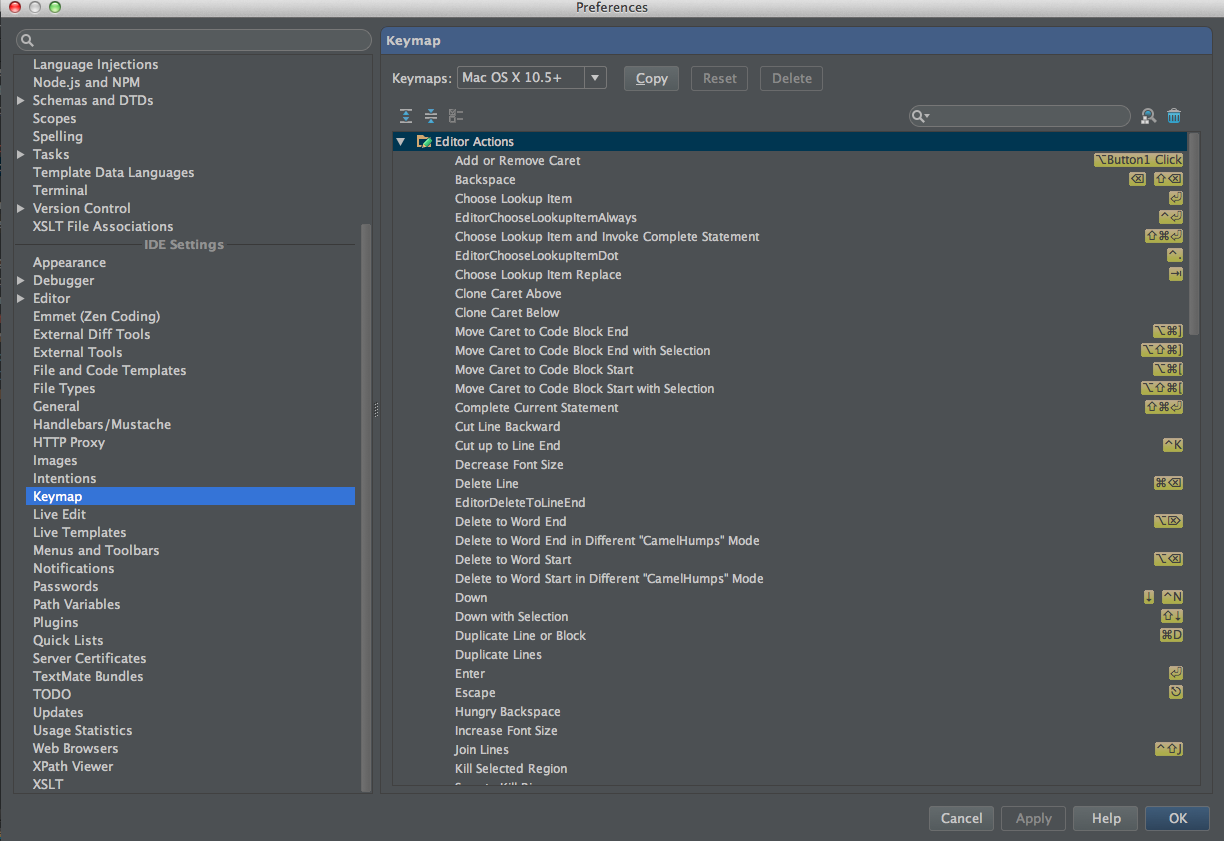 Preferences
Language Injections
Node.js and NPM
Schemas and DTDs
Scopes
Spelling
Tasks
Template Data Languages
Terminal
Version Control
XSLT File Associations
IDE Settings
Appearance
Debugger
Editor
Emmet (Zen Coding)
External Diff Tools
External Tools
File and Code Templates
File Types
General
Handlebars/Mustache
HTTP Proxy
Images
Intentions
Keymap
Live Edit
Live Templates
Menus and Toolbars
Notifications
Passwords
Path Variables
Plugins
Quick Lists
Server Certificates
TextMate Bundles
TODO
Updates
Usage Statistics
Web Browsers
XPath Viewer
XSLT
Keymap
Keymaps: Mac OS X 10.5+ Copy Reset Delete
Editor Actions
Add or Remove Caret ⌥Button1 Click
Backspace ⌫ ⇧⌫
Choose Lookup Item ⏎
EditorChooseLookupItemAlways ^⏎
Choose Lookup Item and Invoke Complete Statement ⇧⌘⏎
EditorChooseLookupItemDot ^.
Choose Lookup Item Replace ⇥
Clone Caret Above
Clone Caret Below
Move Caret to Code Block End ⌥⌘]
Move Caret to Code Block End with Selection ⌥⇧⌘]
Move Caret to Code Block Start ⌥⌘[
Move Caret to Code Block Start with Selection ⌥⇧⌘[
Complete Current Statement ⇧⌘⏎
Cut Line Backward
Cut up to Line End ^K
Decrease Font Size
Delete Line ⌘⌫
EditorDeleteToLineEnd
Delete to Word End ⌥⌦
Delete to Word End in Different "CamelHumps" Mode
Delete to Word Start ⌥⌫
Delete to Word Start in Different "CamelHumps" Mode
Down ↓ ^N
Down with Selection ⇧↓
Duplicate Line or Block ⌘D
Duplicate Lines
Enter ⏎
Escape ⎋
Hungry Backspace
Increase Font Size
Join Lines ^⇧J
Kill Selected Region
Cancel Apply Help OK